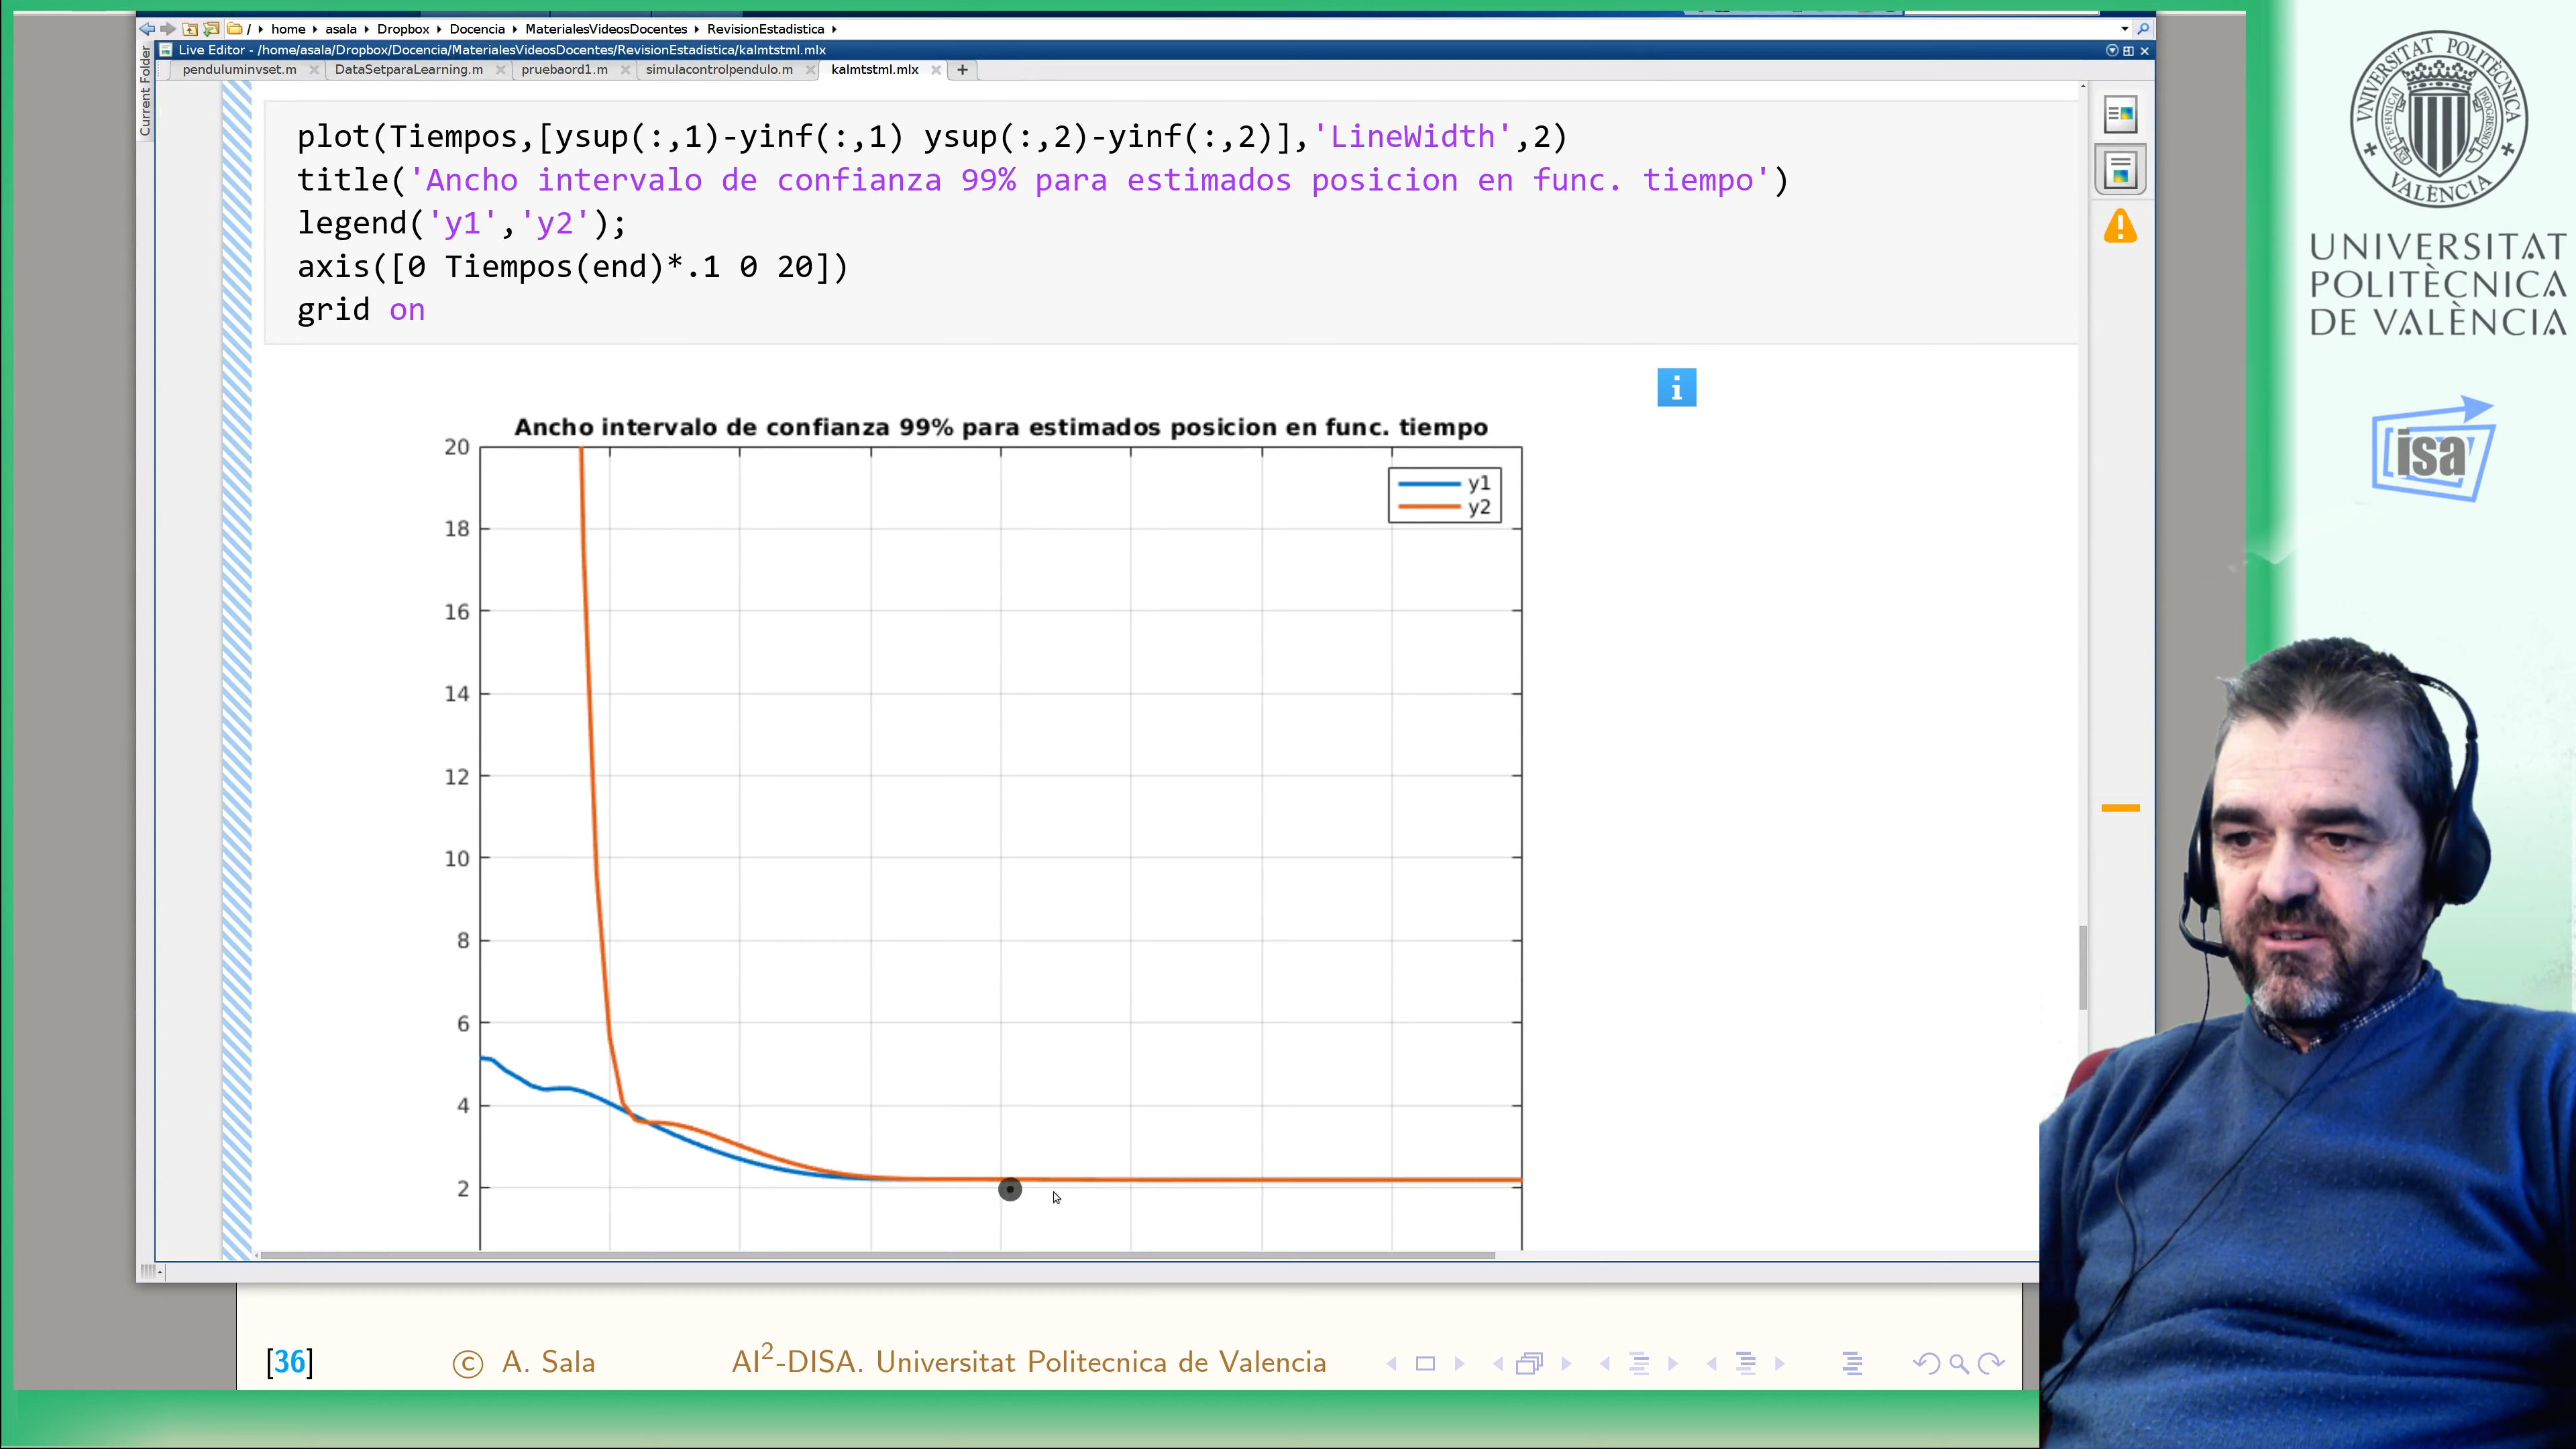 / home asala Dropbox Docencia MaterialesVideosDocentes RevisionEstadistica
Live Editor - /home/asala/Dropbox/Docencia/MaterialesVideosDocentes/RevisionEstadistica/kalmtstml.mlx
penduluminvset.m DataSetparaLearning.m pruebaord1.m simulacontrolpendulo.m kalmtstml.mlx +
Current Folder
plot(Tiempos,[ysup(:,1)-yinf(:,1) ysup(:,2)-yinf(:,2)],'LineWidth',2)
title('Ancho intervalo de confianza 99% para estimados posicion en func. tiempo')
legend('y1','y2');
axis([0 Tiempos(end)*.1 0 20])
grid on
i
Ancho intervalo de confianza 99% para estimados posicion en func. tiempo
20
18
16
14
12
10
8
6
4
2
y1
y2
UNIVERSITAT
POLITÈCNICA
DE VALÈNCIA
isa
[36] © A. Sala AI²-DISA. Universitat Politecnica de Valencia